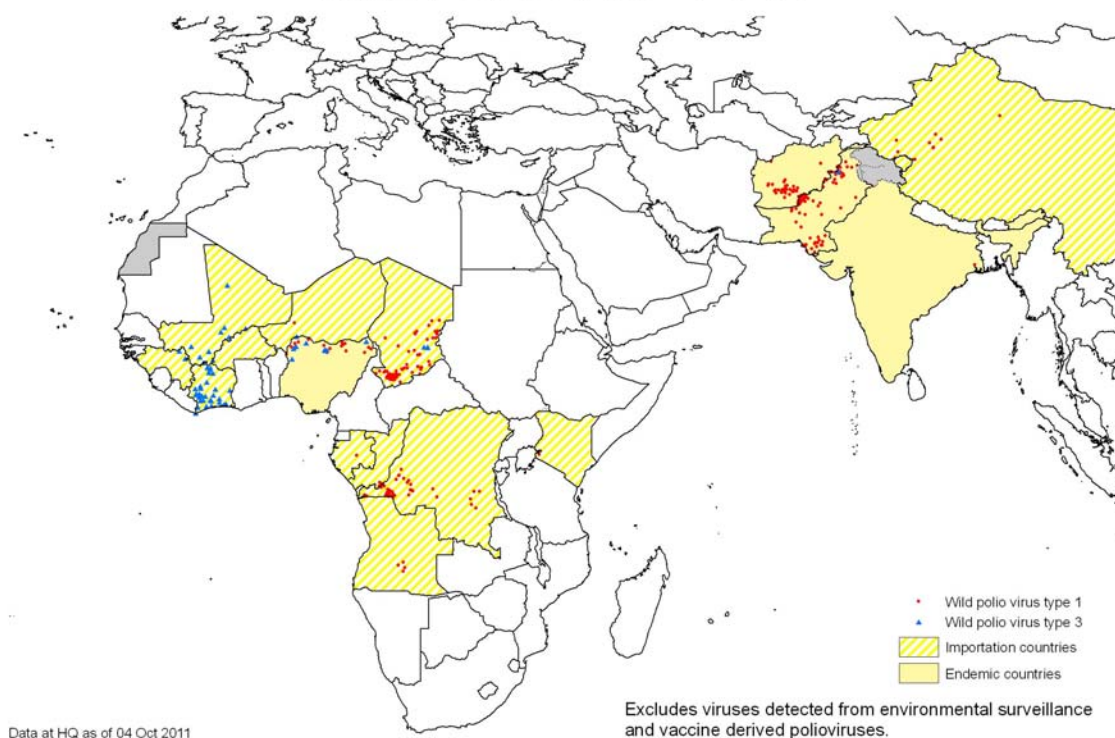 Wild polio virus type 1
Wild polio virus type 3
Importation countries
Endemic countries
Excludes viruses detected from environmental surveillance
and vaccine derived polioviruses.
Data at HQ as of 04 Oct 2011